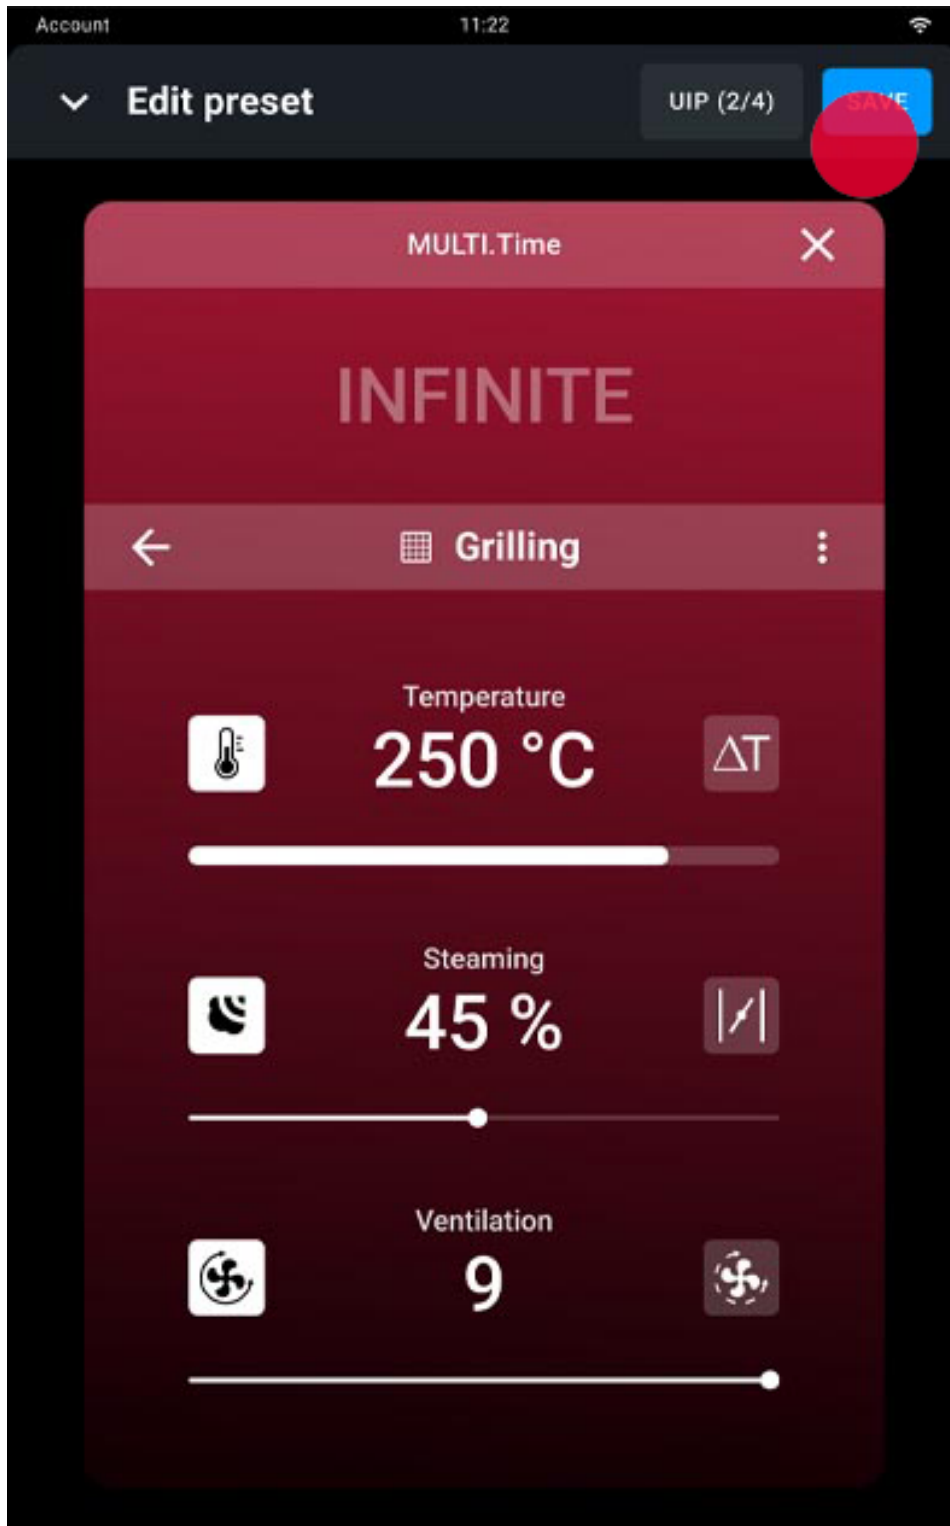 Account 11:22
Edit preset UIP (2/4) SAVE
MULTI.Time
INFINITE
Grilling
Temperature
250 °C ΔT
Steaming
45 %
Ventilation
9